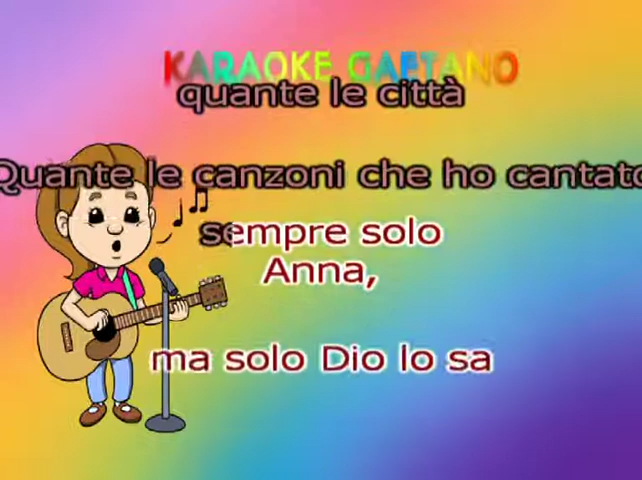 KARAOKE GAETANO
quante le città
Quante le canzoni che ho cantato
sempre solo
Anna,
ma solo Dio lo sa